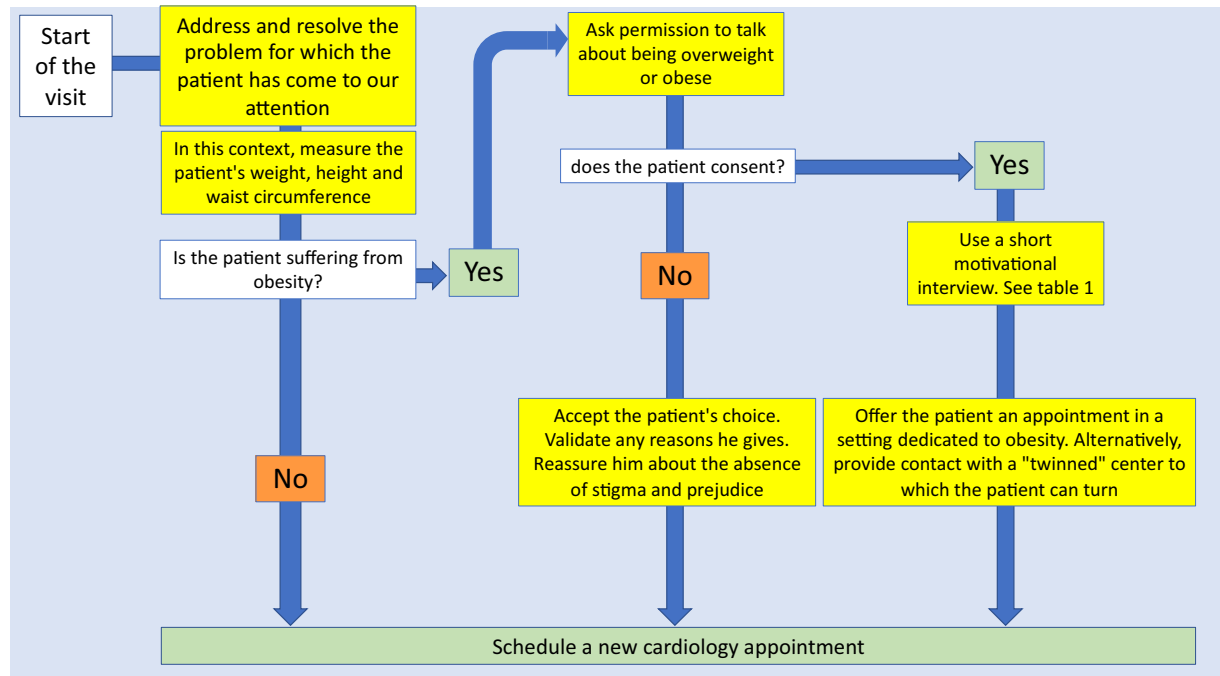 Start
of the
visit
Address and resolve the
problem for which the
patient has come to our
attention
In this context, measure the
patient's weight, height and
waist circumference
Is the patient suffering from
obesity?
Yes
No
Ask permission to talk
about being overweight
or obese
does the patient consent?
Yes
No
Use a short
motivational
interview. See table 1
Accept the patient's choice.
Validate any reasons he gives.
Reassure him about the absence
of stigma and prejudice
Offer the patient an appointment in a
setting dedicated to obesity. Alternatively,
provide contact with a "twinned" center to
which the patient can turn
Schedule a new cardiology appointment